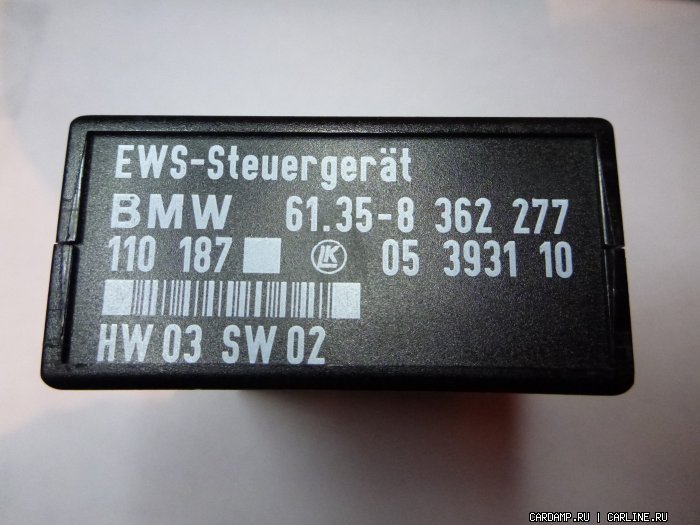 EWS-Steuergerät
BMW 61.35-8 362 277
110 187 LK 05 3931 10
HW 03 SW 02
CARDAMP.RU | CARLINE.RU